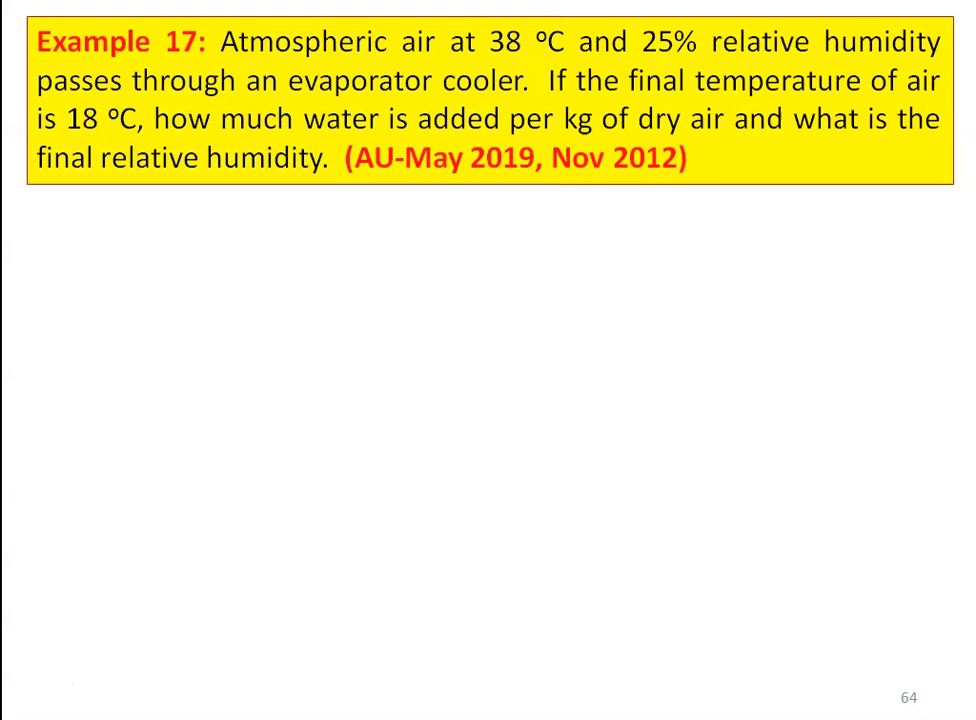 Example 17: Atmospheric air at 38 ᵒC and 25% relative humidity
passes through an evaporator cooler. If the final temperature of air
is 18 ᵒC, how much water is added per kg of dry air and what is the
final relative humidity. (AU-May 2019, Nov 2012)
64